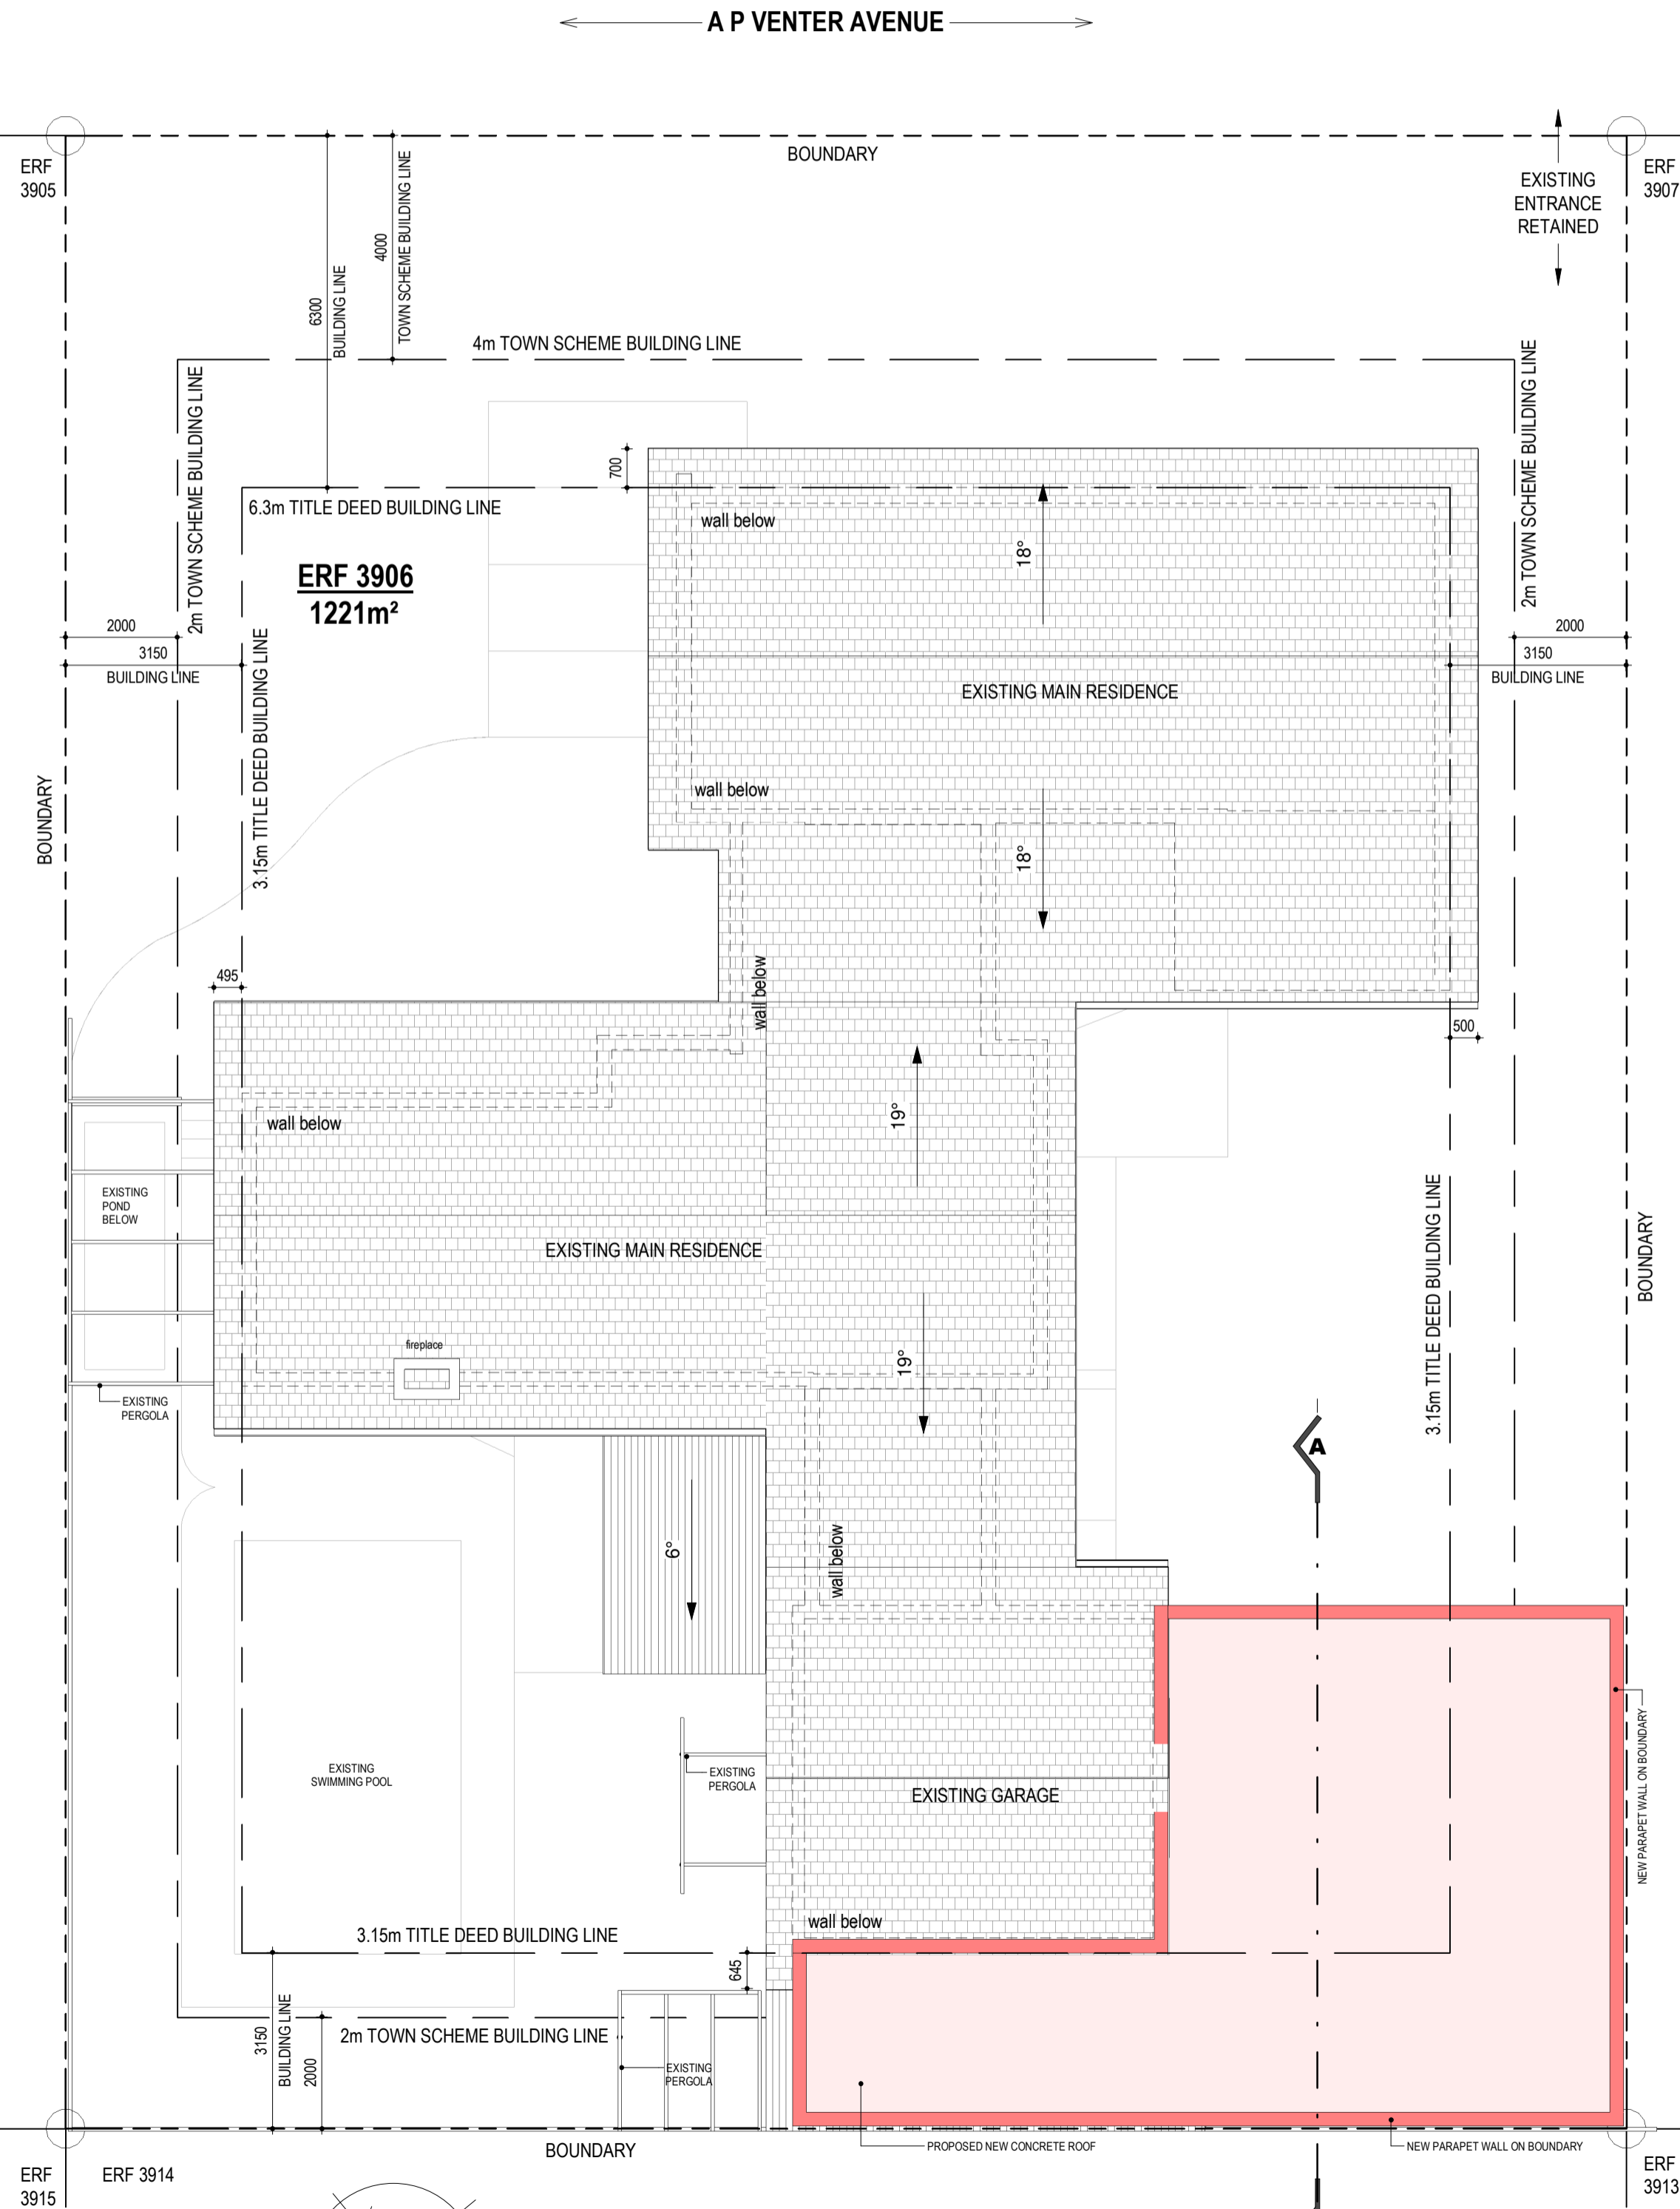 A P VENTER AVENUE
BOUNDARY
ERF
3905
ERF
3907
EXISTING
ENTRANCE
RETAINED
4000
TOWN SCHEME BUILDING LINE
6300
BUILDING LINE
4m TOWN SCHEME BUILDING LINE
2m TOWN SCHEME BUILDING LINE
2m TOWN SCHEME BUILDING LINE
700
6.3m TITLE DEED BUILDING LINE
wall below
18°
ERF 3906
1221m²
2000
3150
BUILDING LINE
2000
3150
BUILDING LINE
3.15m TITLE DEED BUILDING LINE
EXISTING MAIN RESIDENCE
BOUNDARY
wall below
18°
495
wall below
500
19°
wall below
EXISTING
POND
BELOW
EXISTING MAIN RESIDENCE
3.15m TITLE DEED BUILDING LINE
BOUNDARY
fireplace
19°
EXISTING
PERGOLA
A
6°
wall below
EXISTING
SWIMMING POOL
EXISTING
PERGOLA
EXISTING GARAGE
NEW PARAPET WALL ON BOUNDARY
wall below
3.15m TITLE DEED BUILDING LINE
645
3150
BUILDING LINE
2000
2m TOWN SCHEME BUILDING LINE
EXISTING
PERGOLA
BOUNDARY
PROPOSED NEW CONCRETE ROOF
NEW PARAPET WALL ON BOUNDARY
ERF
3915
ERF 3914
ERF
3913